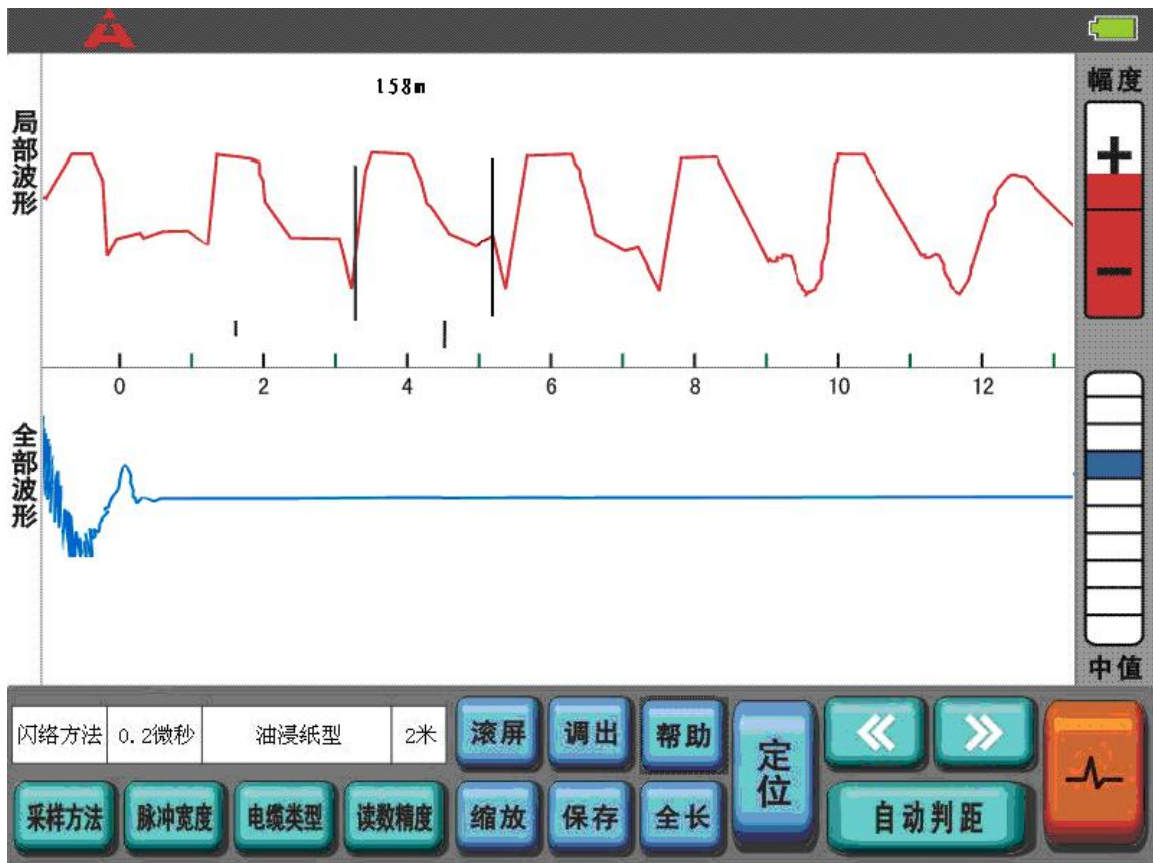 158m
幅度
局部波形
+
-
0 2 4 6 8 10 12
全部波形
中值
闪络方法 0.2微秒 油浸纸型 2米
滚屏 调出 帮助
定位
采样方法 脉冲宽度 电缆类型 读数精度
缩放 保存 全长
自动判距